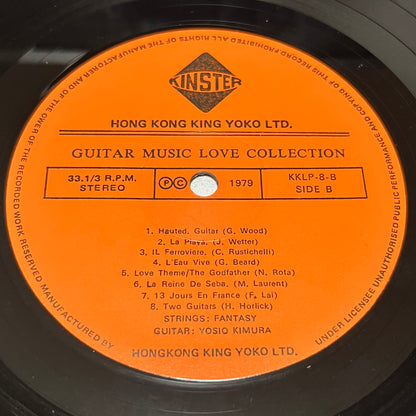 KINSTER
HONG KONG KING YOKO LTD.
GUITAR MUSIC LOVE COLLECTION
33.1/3 R.P.M.
STEREO
P C
1979
KKLP-8-B
SIDE B
1. Hauted. Guitar (G. Wood)
2. La Playa, (J. Wetter)
3. IL Ferroviere, (C. Rustichelli)
4. L'Eau Vive (G. Beard)
5. Love Theme/The Godfather (N. Rota)
6. La Reine De Seba, (M. Laurent)
7. 13 Jours En France (F. Lai)
8. Two Guitars (H. Horlick)
STRINGS: FANTASY
GUITAR: YOSIO KIMURA
MANUFACTURED BY HONGKONG KING YOKO LTD. UNDER LICENSEE
ALL RIGHTS OF THE MANUFACTURER AND OF THE OWER OF THE RECORDED WORK RESERVED UNAUTHORISED PUBLIC PERFORMANCE AND COPYING OF THIS RECORD PROHIBITED